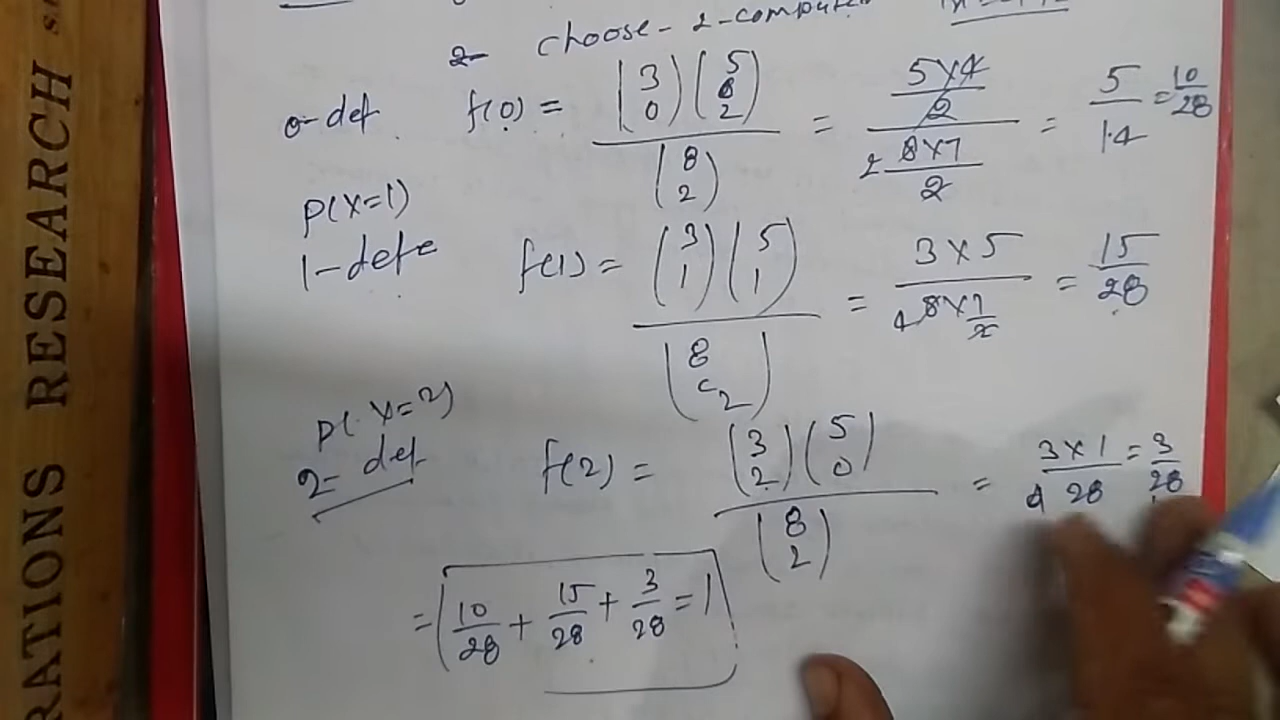 2- choose - 2 - computer
0-def f(0) = (3 0)(5 2) / (8 2) = (5×4 / 2) / (8×7 / 2) = 5/14 = 10/28
P(X=1)
1-defe f(1) = (3 1)(5 1) / (8 c 2) = 3×5 / (8×7/2) = 15/28
P(X=2)
2-def f(2) = (3 2)(5 0) / (8 2) = 3×1 / 28 = 3/28
= 10/28 + 15/28 + 3/28 = 1
RATIONS RESEARCH